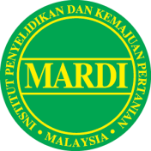 INSTITUT PENYELIDIKAN DAN KEMAJUAN PERTANIAN
MARDI
• MALAYSIA •